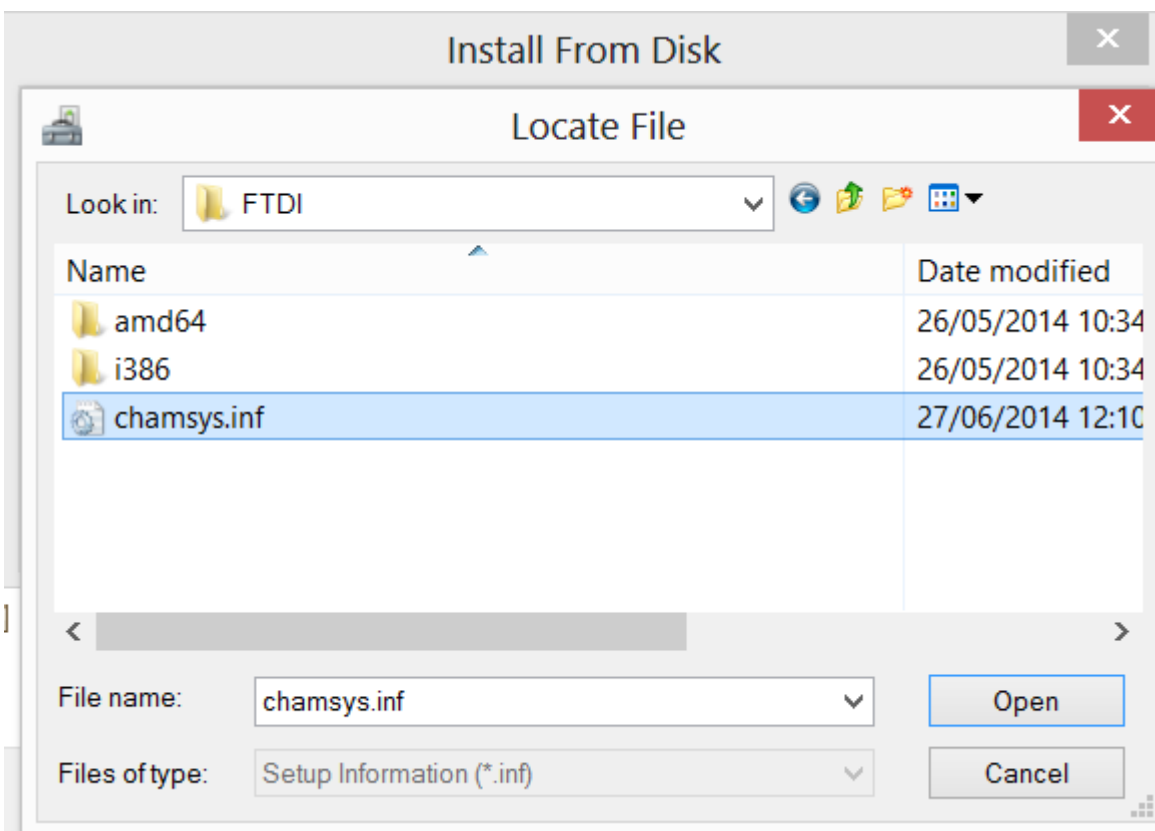 Install From Disk
Locate File
Look in: FTDI
Name Date modified
amd64 26/05/2014 10:34
i386 26/05/2014 10:34
chamsys.inf 27/06/2014 12:10
File name: chamsys.inf Open
Files of type: Setup Information (*.inf) Cancel